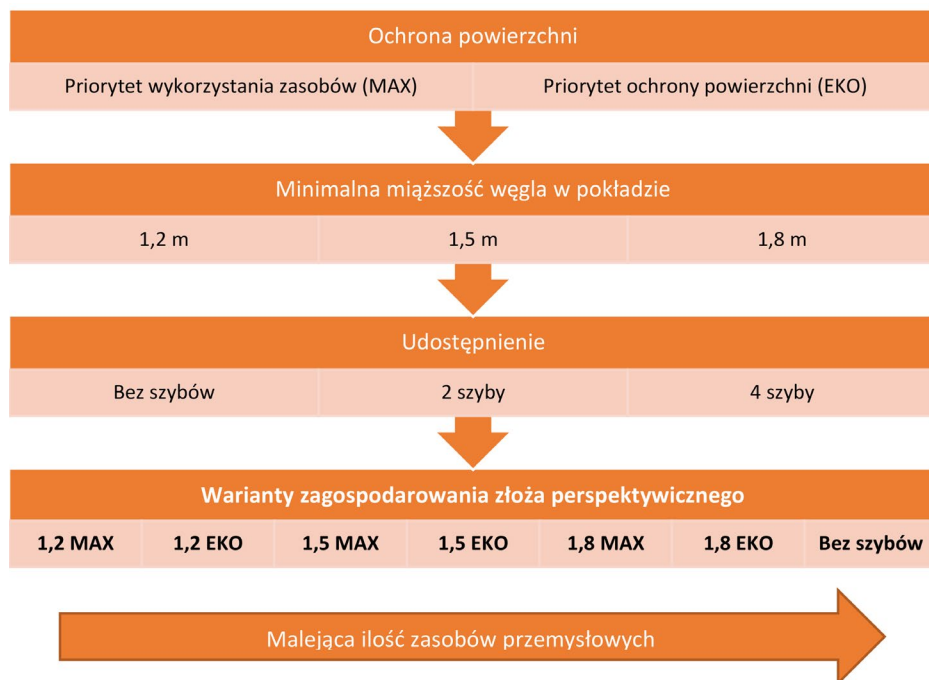 Ochrona powierzchni
Priorytet wykorzystania zasobów (MAX) Priorytet ochrony powierzchni (EKO)
Minimalna miąższość węgla w pokładzie
1,2 m 1,5 m 1,8 m
Udostępnienie
Bez szybów 2 szyby 4 szyby
Warianty zagospodarowania złoża perspektywicznego
1,2 MAX 1,2 EKO 1,5 MAX 1,5 EKO 1,8 MAX 1,8 EKO Bez szybów
Malejąca ilość zasobów przemysłowych